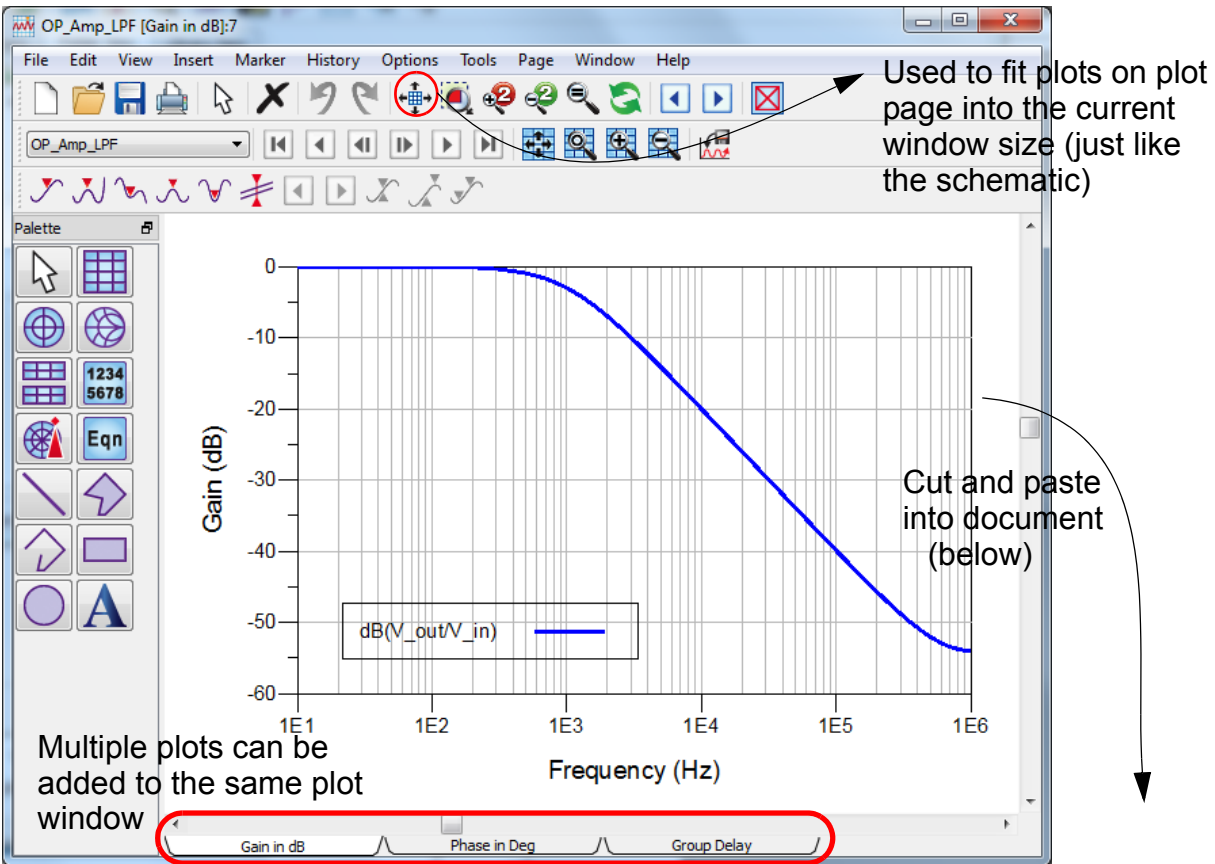 OP_Amp_LPF [Gain in dB]:7
File Edit View Insert Marker History Options Tools Page Window Help
Used to fit plots on plot
page into the current
window size (just like
the schematic)
2 2
OP_Amp_LPF
Palette
1234
5678
Eqn
A
Gain (dB)
0
-10
-20
-30
-40
-50
-60
dB(V_out/V_in)
1E1 1E2 1E3 1E4 1E5 1E6
Frequency (Hz)
Cut and paste
into document
(below)
Multiple plots can be
added to the same plot
window
Gain in dB Phase in Deg Group Delay